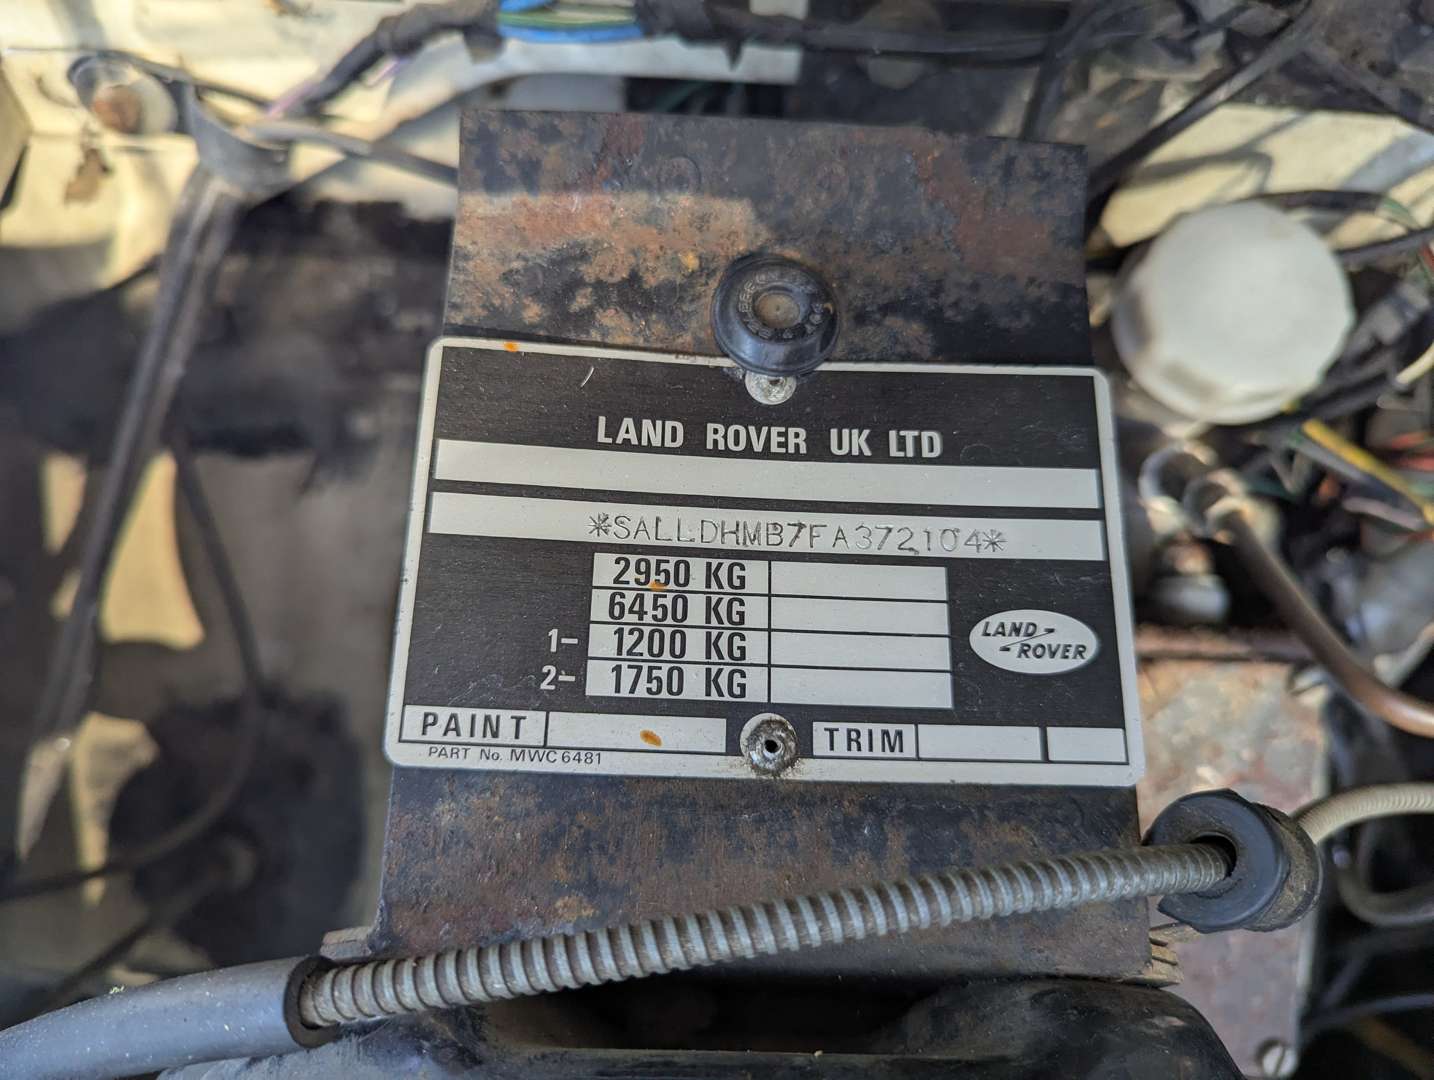 LAND ROVER UK LTD
*SALLDHMB7FA372104*
2950 KG
6450 KG
1- 1200 KG
2- 1750 KG
LAND-
-ROVER
PAINT
TRIM
PART No. MWC 6481